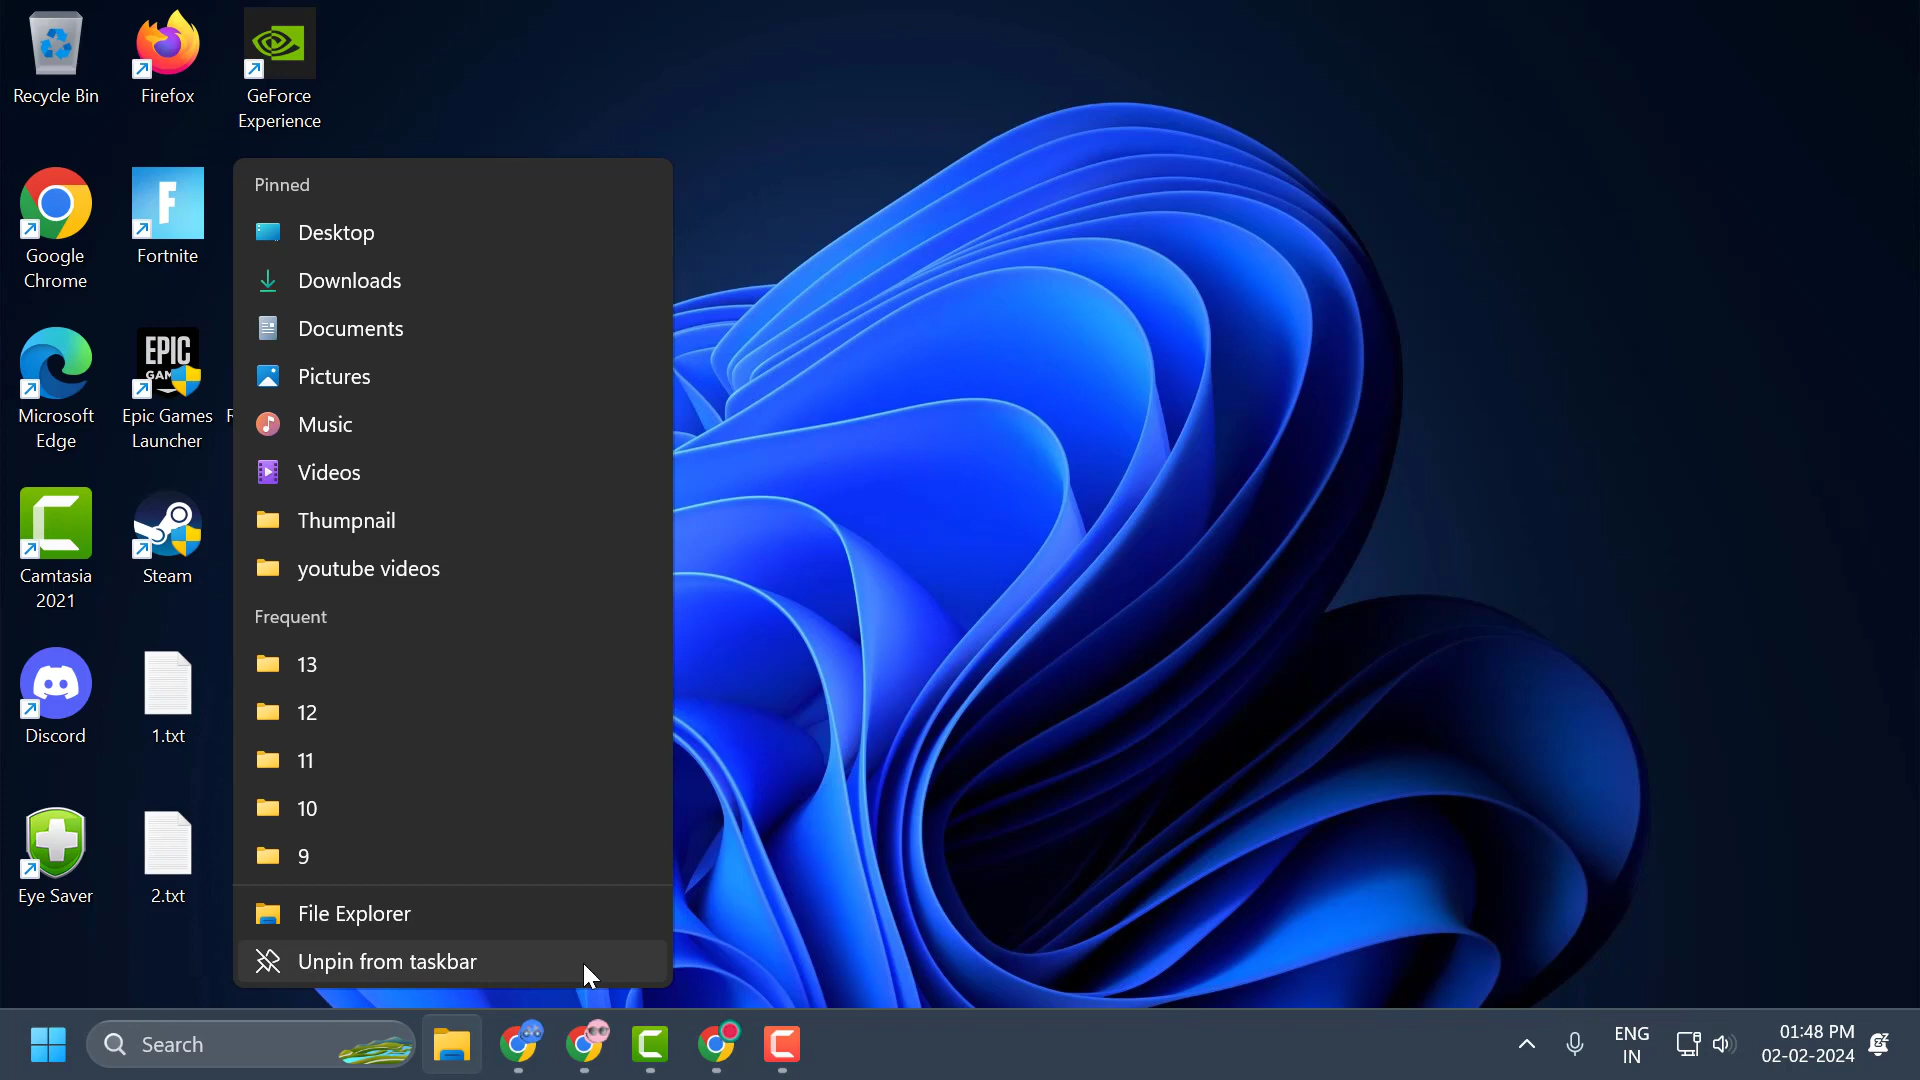 Recycle Bin
Firefox
GeForce
Experience
Google
Chrome
Fortnite
Microsoft
Edge
EPIC
GAM
Epic Games
Launcher
R
Camtasia
2021
Steam
Discord
1.txt
Eye Saver
2.txt
Pinned
Desktop
Downloads
Documents
Pictures
Music
Videos
Thumpnail
youtube videos
Frequent
13
12
11
10
9
File Explorer
Unpin from taskbar
Search
ENG
IN
01:48 PM
02-02-2024